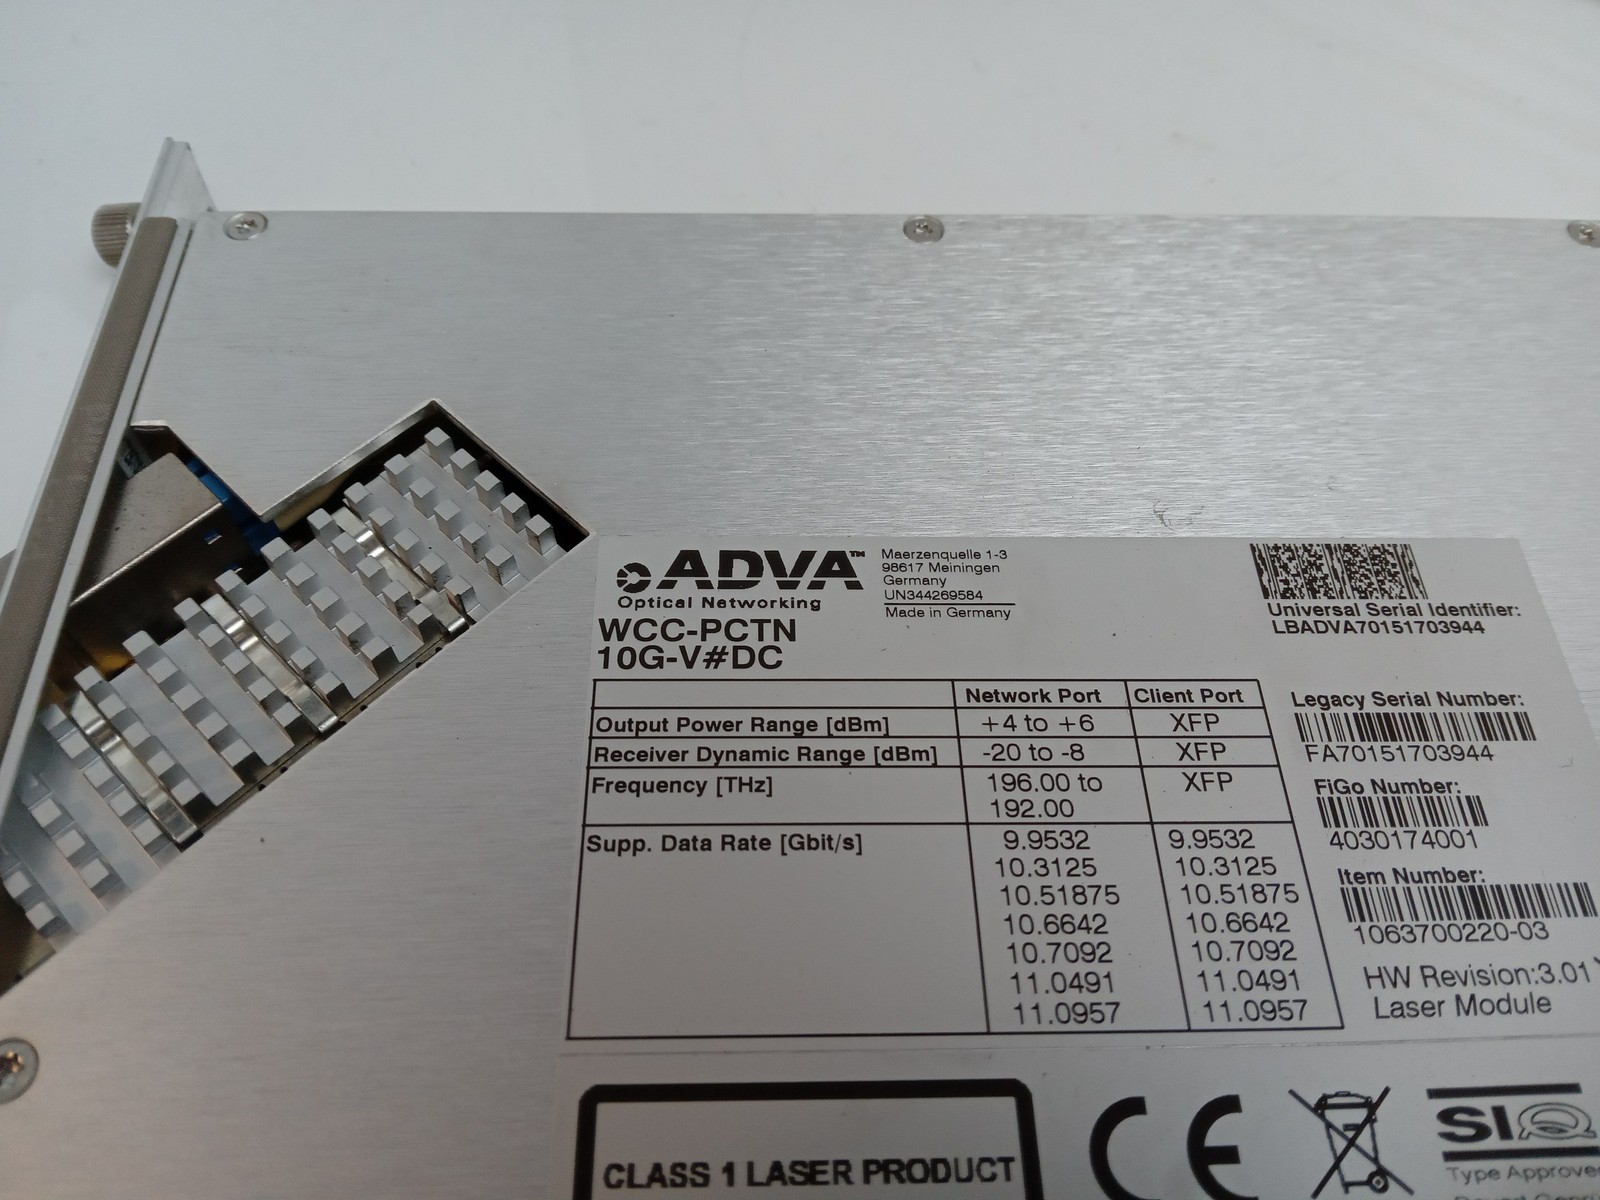 ADVA™
Optical Networking
Maerzenquelle 1-3
98617 Meiningen
Germany
UN344269584
Made in Germany
WCC-PCTN
10G-V#DC
Universal Serial Identifier:
LBADVA70151703944
Network Port Client Port
Output Power Range [dBm] +4 to +6 XFP
Receiver Dynamic Range [dBm] -20 to -8 XFP
Frequency [THz] 196.00 to XFP
192.00
Supp. Data Rate [Gbit/s] 9.9532 9.9532
10.3125 10.3125
10.51875 10.51875
10.6642 10.6642
10.7092 10.7092
11.0491 11.0491
11.0957 11.0957
Legacy Serial Number:
FA70151703944
FiGo Number:
4030174001
Item Number:
1063700220-03
HW Revision:3.01
Laser Module
CLASS 1 LASER PRODUCT
CE
SIQ
Type Approved